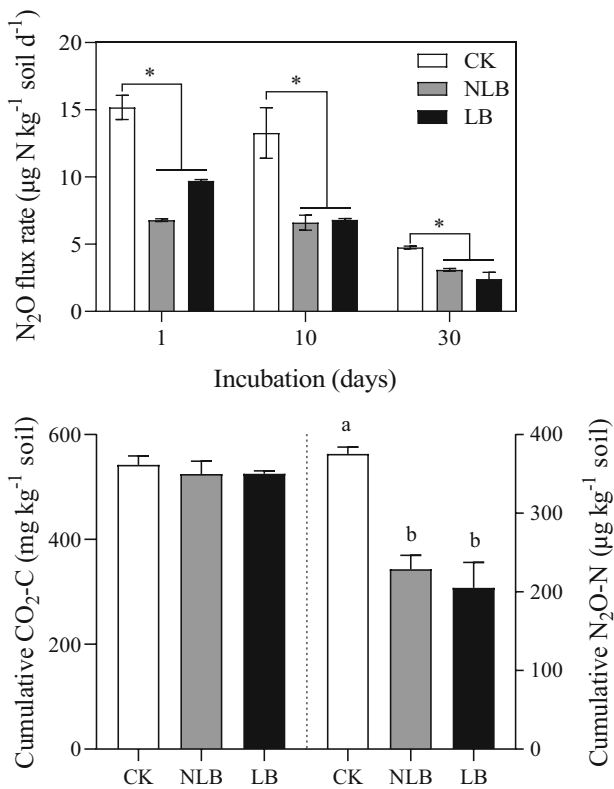 N₂O flux rate (µg N kg⁻¹ soil d⁻¹)
20
15
10
5
0
*
*
*
CK
NLB
LB
1 10 30
Incubation (days)
Cumulative CO₂-C (mg kg⁻¹ soil)
600
400
200
0
a
b
b
400
300
200
100
0
Cumulative N₂O-N (µg kg⁻¹ soil)
CK NLB LB CK NLB LB